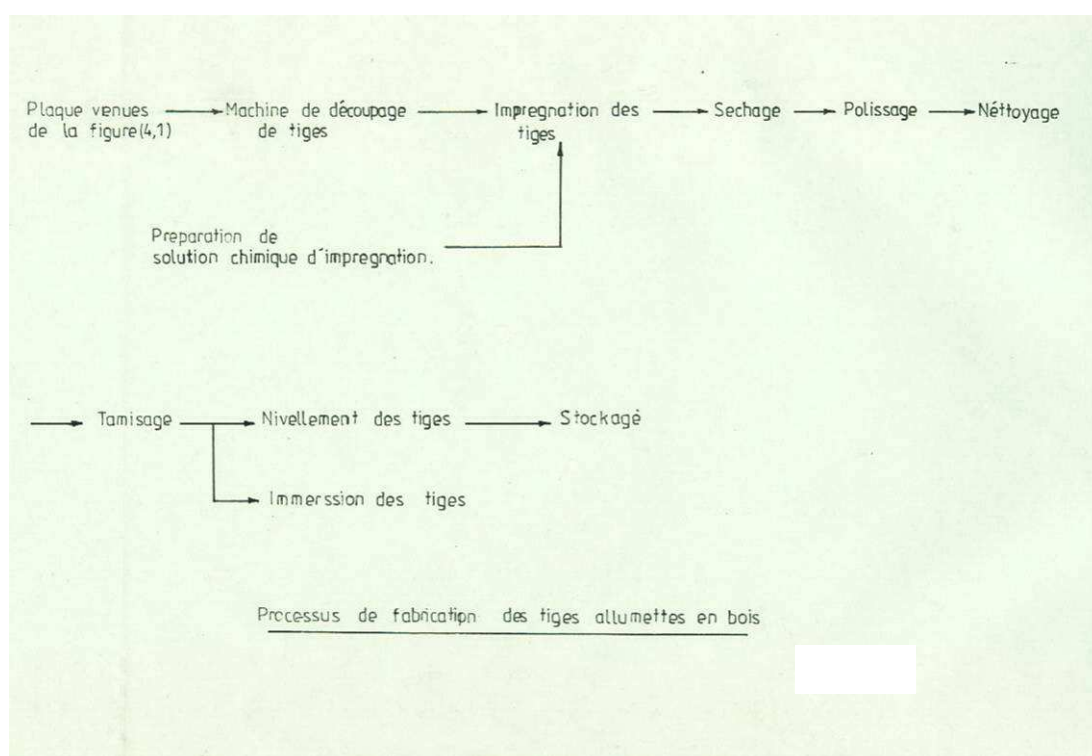 Plaque venues
de la figure(4,1)
Machine de découpage
de tiges
Impregnation des
tiges
Sechage
Polissage
Néttoyage
Preparation de
solution chimique d'impregnation.
Tamisage
Nivellement des tiges
Stockagé
Immerssion des tiges
Processus de fabrication des tiges allumettes en bois